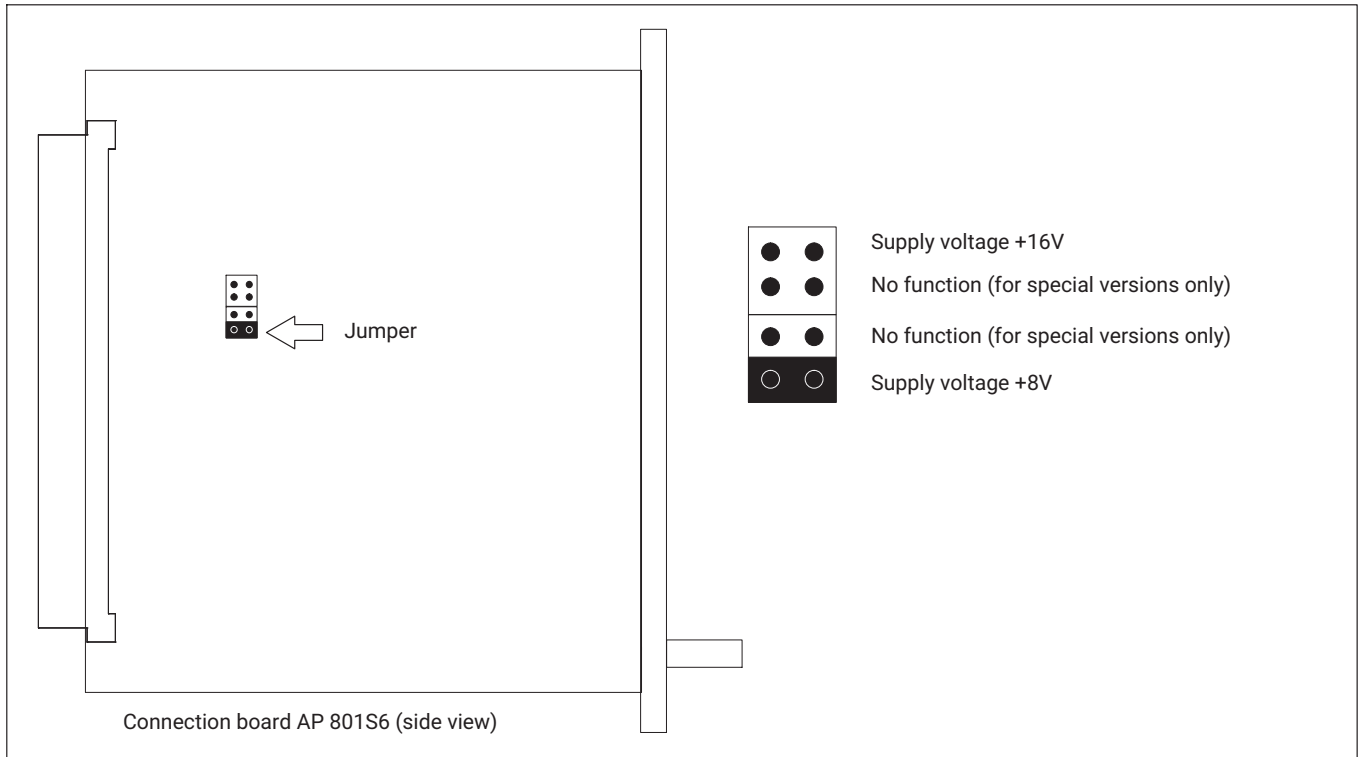 Supply voltage +16V
No function (for special versions only)
Jumper
No function (for special versions only)
Supply voltage +8V
Connection board AP 801S6 (side view)